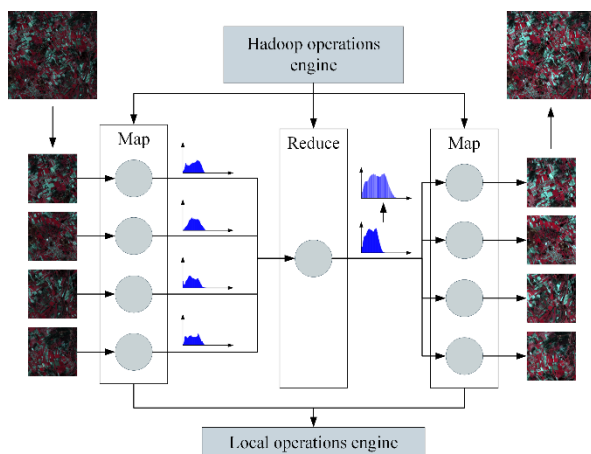 Hadoop operations
engine
Map
Reduce
Map
Local operations engine